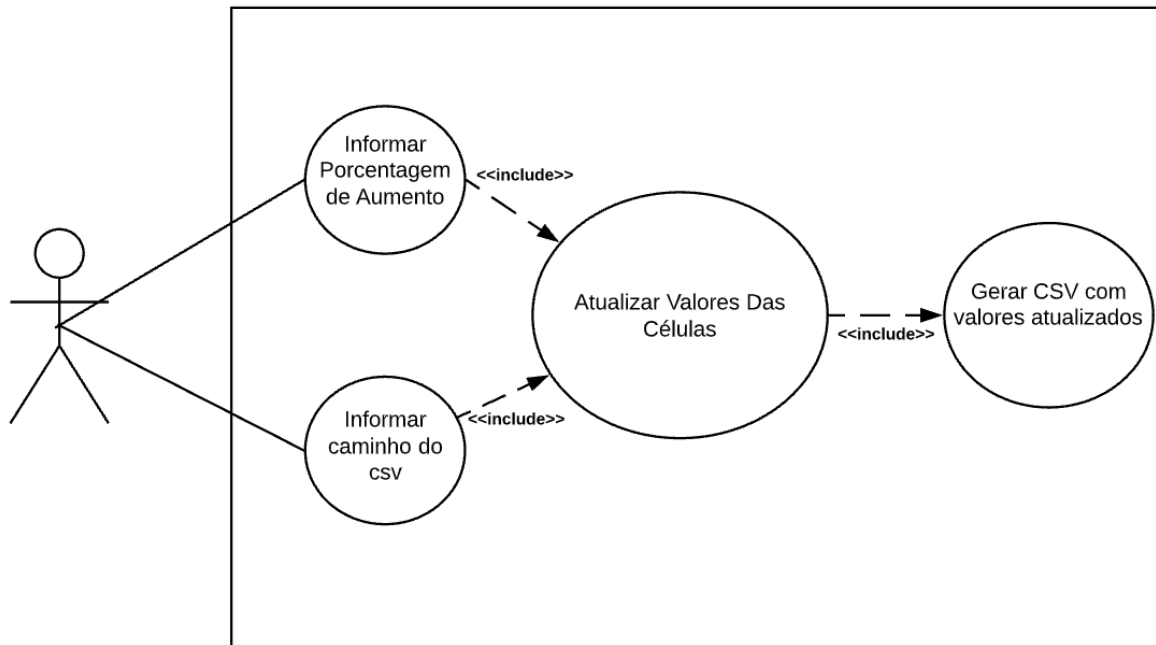 Informar
Porcentagem
de Aumento
<<include>>
Atualizar Valores Das
Células
Gerar CSV com
valores atualizados
<<include>>
Informar
caminho do
csv
<<include>>